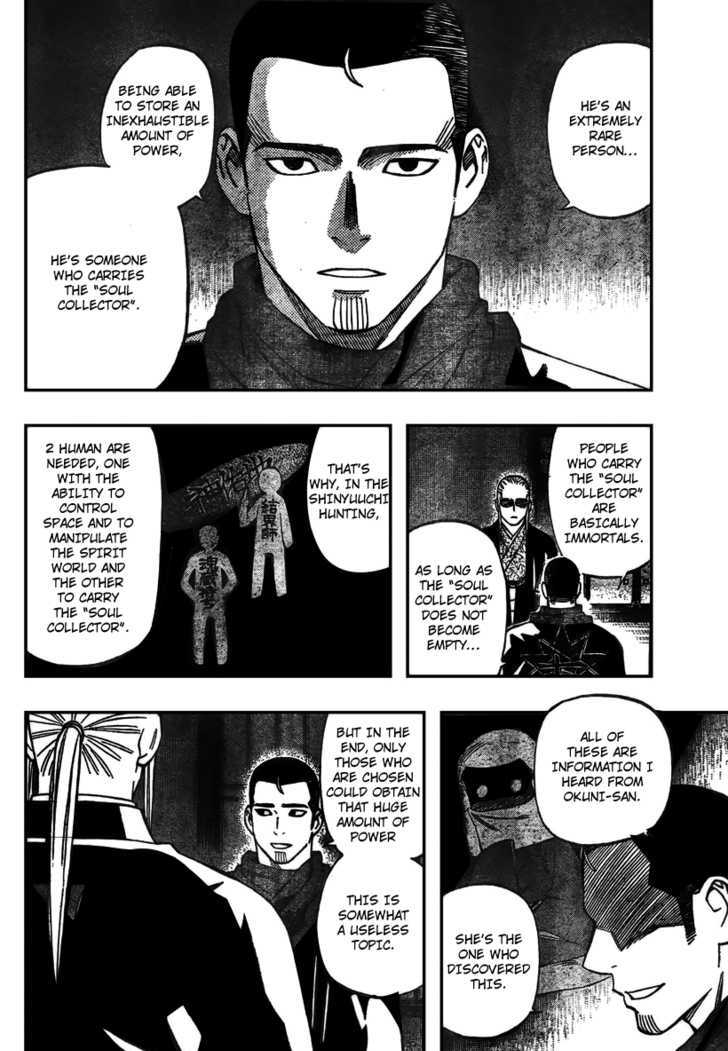 HE'S AN
EXTREMELY
RARE
PERSON...
BEING ABLE
TO STORE AN
INEXHAUSTIBLE
AMOUNT OF
POWER,
HE'S SOMEONE
WHO CARRIES
THE "SOUL
COLLECTOR".
PEOPLE
WHO CARRY
THE "SOUL
COLLECTOR"
ARE
BASICALLY
IMMORTALS.
AS LONG AS
THE "SOUL
COLLECTOR"
DOES NOT
BECOME
EMPTY...
THAT'S
WHY, IN THE
SHINYUUCHI
HUNTING,
2 HUMAN ARE
NEEDED, ONE
WITH THE
ABILITY TO
CONTROL
SPACE AND TO
MANIPULATE
THE SPIRIT
WORLD AND
THE OTHER
TO CARRY
THE "SOUL
COLLECTOR".
結界師
ALL OF
THESE ARE
INFORMATION I
HEARD FROM
OKUNI-SAN.
SHE'S THE
ONE WHO
DISCOVERED
THIS.
BUT IN THE
END, ONLY
THOSE WHO
ARE CHOSEN
COULD OBTAIN
THAT HUGE
AMOUNT OF
POWER
THIS IS
SOMEWHAT
A USELESS
TOPIC.